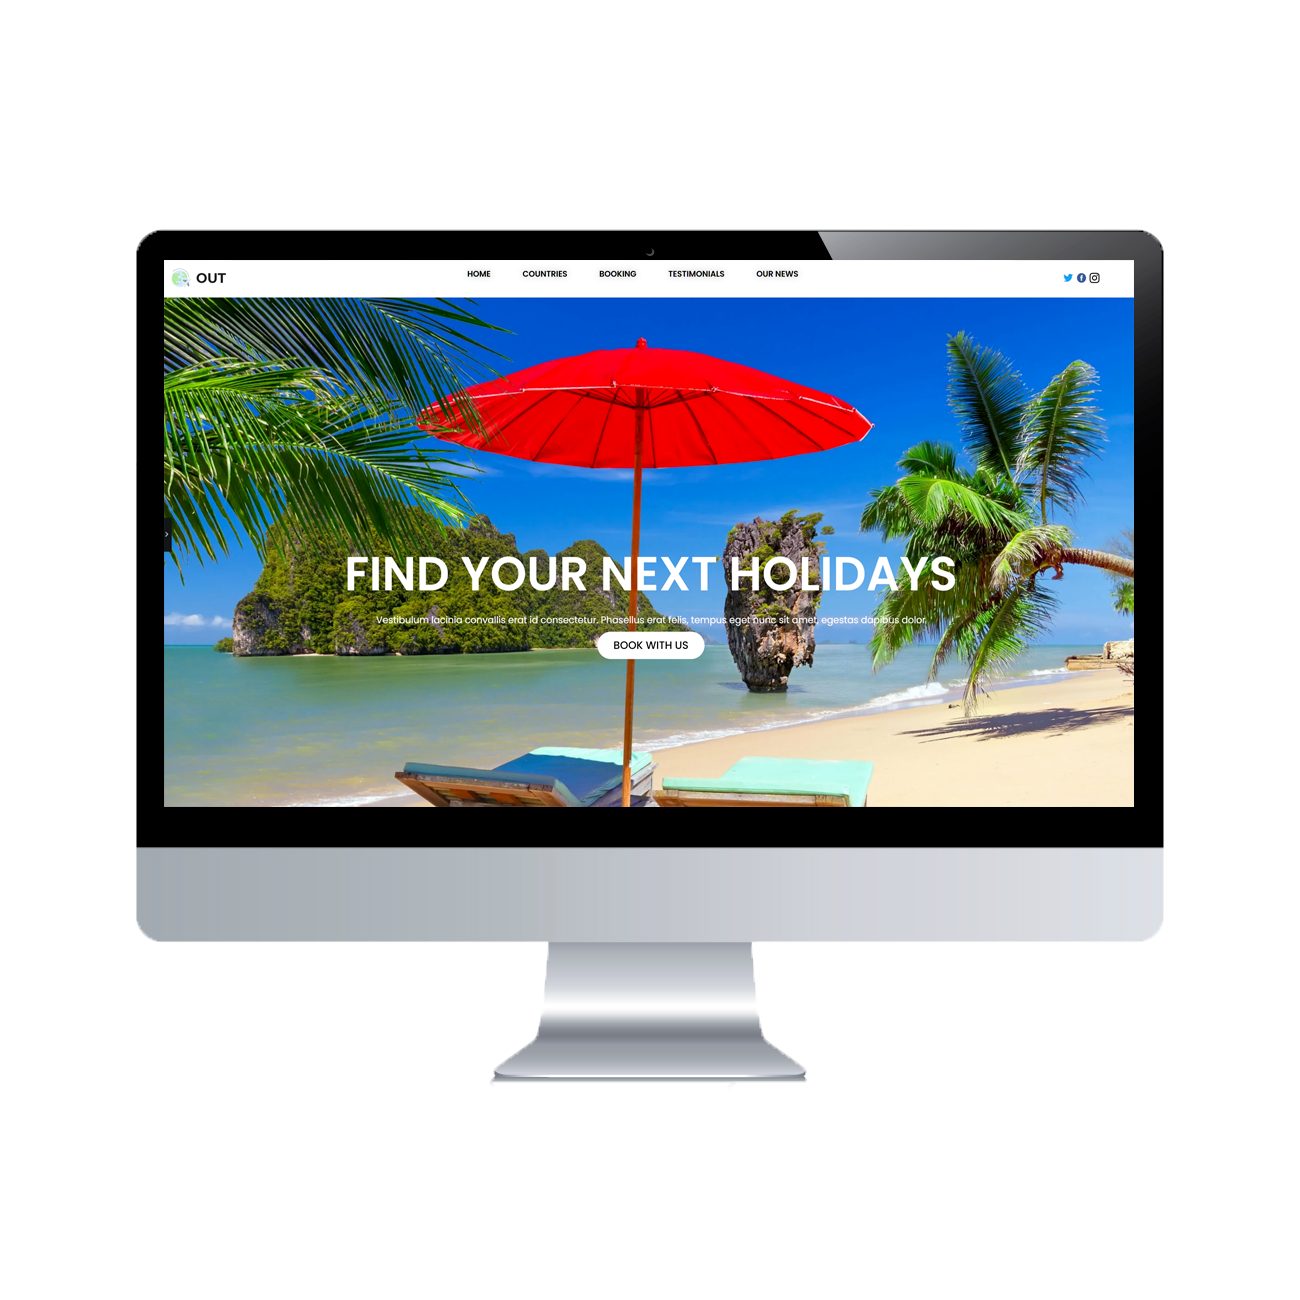 OUT
HOME COUNTRIES BOOKING TESTIMONIALS OUR NEWS
FIND YOUR NEXT HOLIDAYS
Vestibulum lacinia convallis erat id consectetur. Phasellus erat felis, tempus eget nunc sit amet, egestas dapibus dolor.
BOOK WITH US